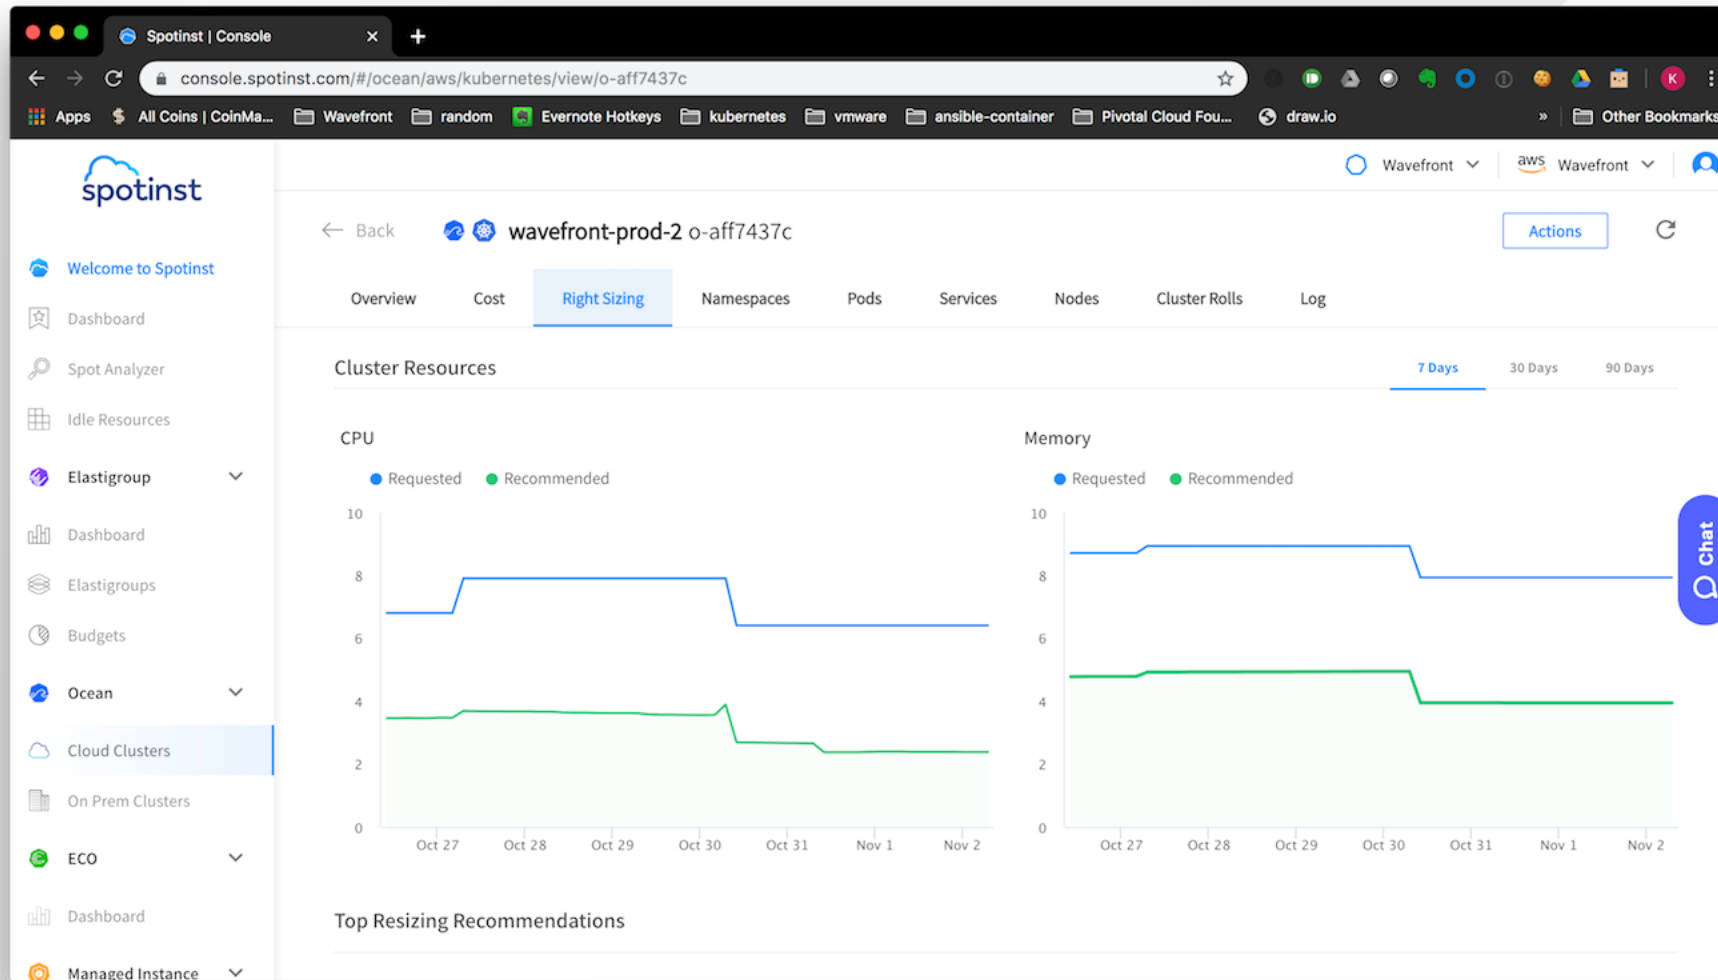 Spotinst | Console
console.spotinst.com/#/ocean/aws/kubernetes/view/o-aff7437c
K
Apps
All Coins | CoinMa...
Wavefront
random
Evernote Hotkeys
kubernetes
vmware
ansible-container
Pivotal Cloud Fou...
draw.io
»
Other Bookmarks
spotinst
Wavefront
aws
Wavefront
Back
wavefront-prod-2 o-aff7437c
Actions
Welcome to Spotinst
Dashboard
Spot Analyzer
Idle Resources
Elastigroup
Dashboard
Elastigroups
Budgets
Ocean
Cloud Clusters
On Prem Clusters
ECO
Dashboard
Managed Instance
Overview
Cost
Right Sizing
Namespaces
Pods
Services
Nodes
Cluster Rolls
Log
Cluster Resources
7 Days
30 Days
90 Days
CPU
Requested
Recommended
10
8
6
4
2
0
Oct 27
Oct 28
Oct 29
Oct 30
Oct 31
Nov 1
Nov 2
Memory
Requested
Recommended
10
8
6
4
2
0
Oct 27
Oct 28
Oct 29
Oct 30
Oct 31
Nov 1
Nov 2
Chat
Top Resizing Recommendations